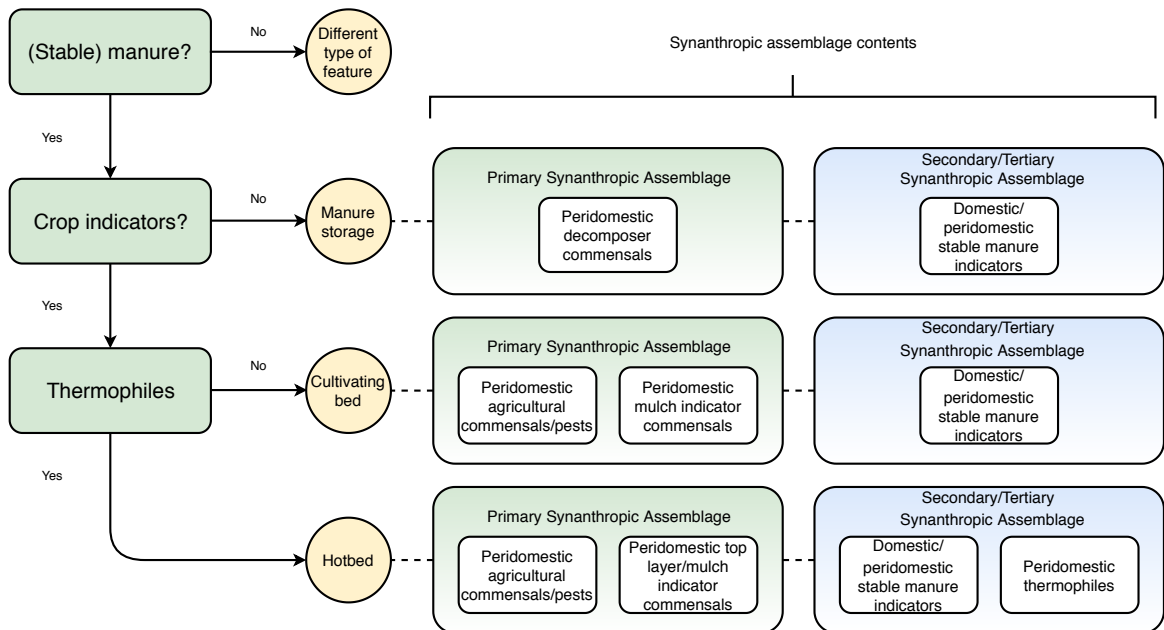 (Stable) manure?
No
Different
type of
feature
Synanthropic assemblage contents
Yes
Crop indicators?
No
Manure
storage
Primary Synanthropic Assemblage
Peridomestic
decomposer
commensals
Secondary/Tertiary
Synanthropic Assemblage
Domestic/
peridomestic
stable manure
indicators
Yes
Thermophiles
No
Cultivating
bed
Primary Synanthropic Assemblage
Peridomestic
agricultural
commensals/pests
Peridomestic
mulch indicator
commensals
Secondary/Tertiary
Synanthropic Assemblage
Domestic/
peridomestic
stable manure
indicators
Yes
Hotbed
Primary Synanthropic Assemblage
Peridomestic
agricultural
commensals/pests
Peridomestic top
layer/mulch
indicator
commensals
Secondary/Tertiary
Synanthropic Assemblage
Domestic/
peridomestic
stable manure
indicators
Peridomestic
thermophiles